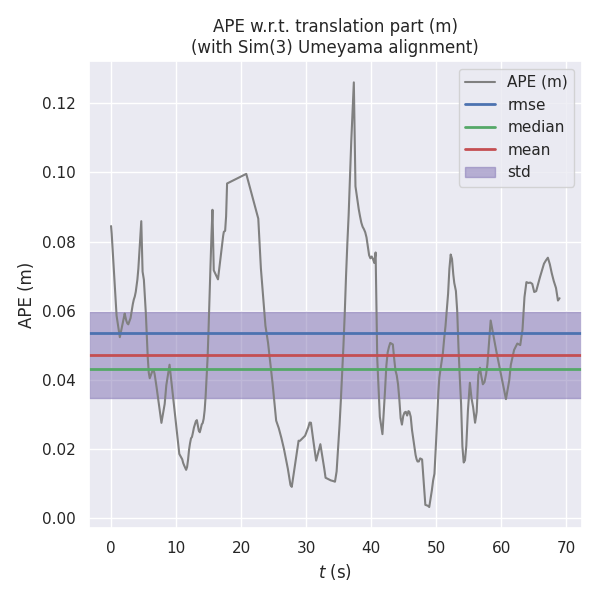 APE w.r.t. translation part (m)
(with Sim(3) Umeyama alignment)
APE (m)
rmse
median
mean
std
0.12
0.10
0.08
0.06
0.04
0.02
0.00
APE (m)
0 10 20 30 40 50 60 70
t (s)